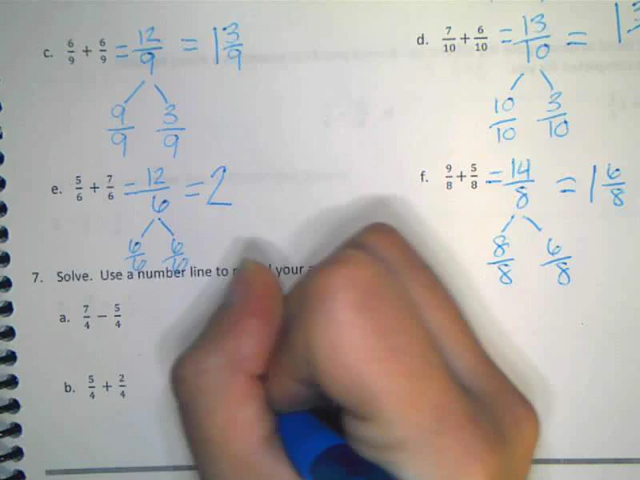 c. 6/9 + 6/9 = 12/9 = 1 3/9
9/9 3/9
d. 7/10 + 6/10 = 13/10 = 1
10/10 3/10
e. 5/6 + 7/6 = 12/6 = 2
6/6 6/6
f. 9/8 + 5/8 = 14/8 = 1 6/8
8/8 6/8
7. Solve. Use a number line to your
a. 7/4 − 5/4
b. 5/4 + 2/4